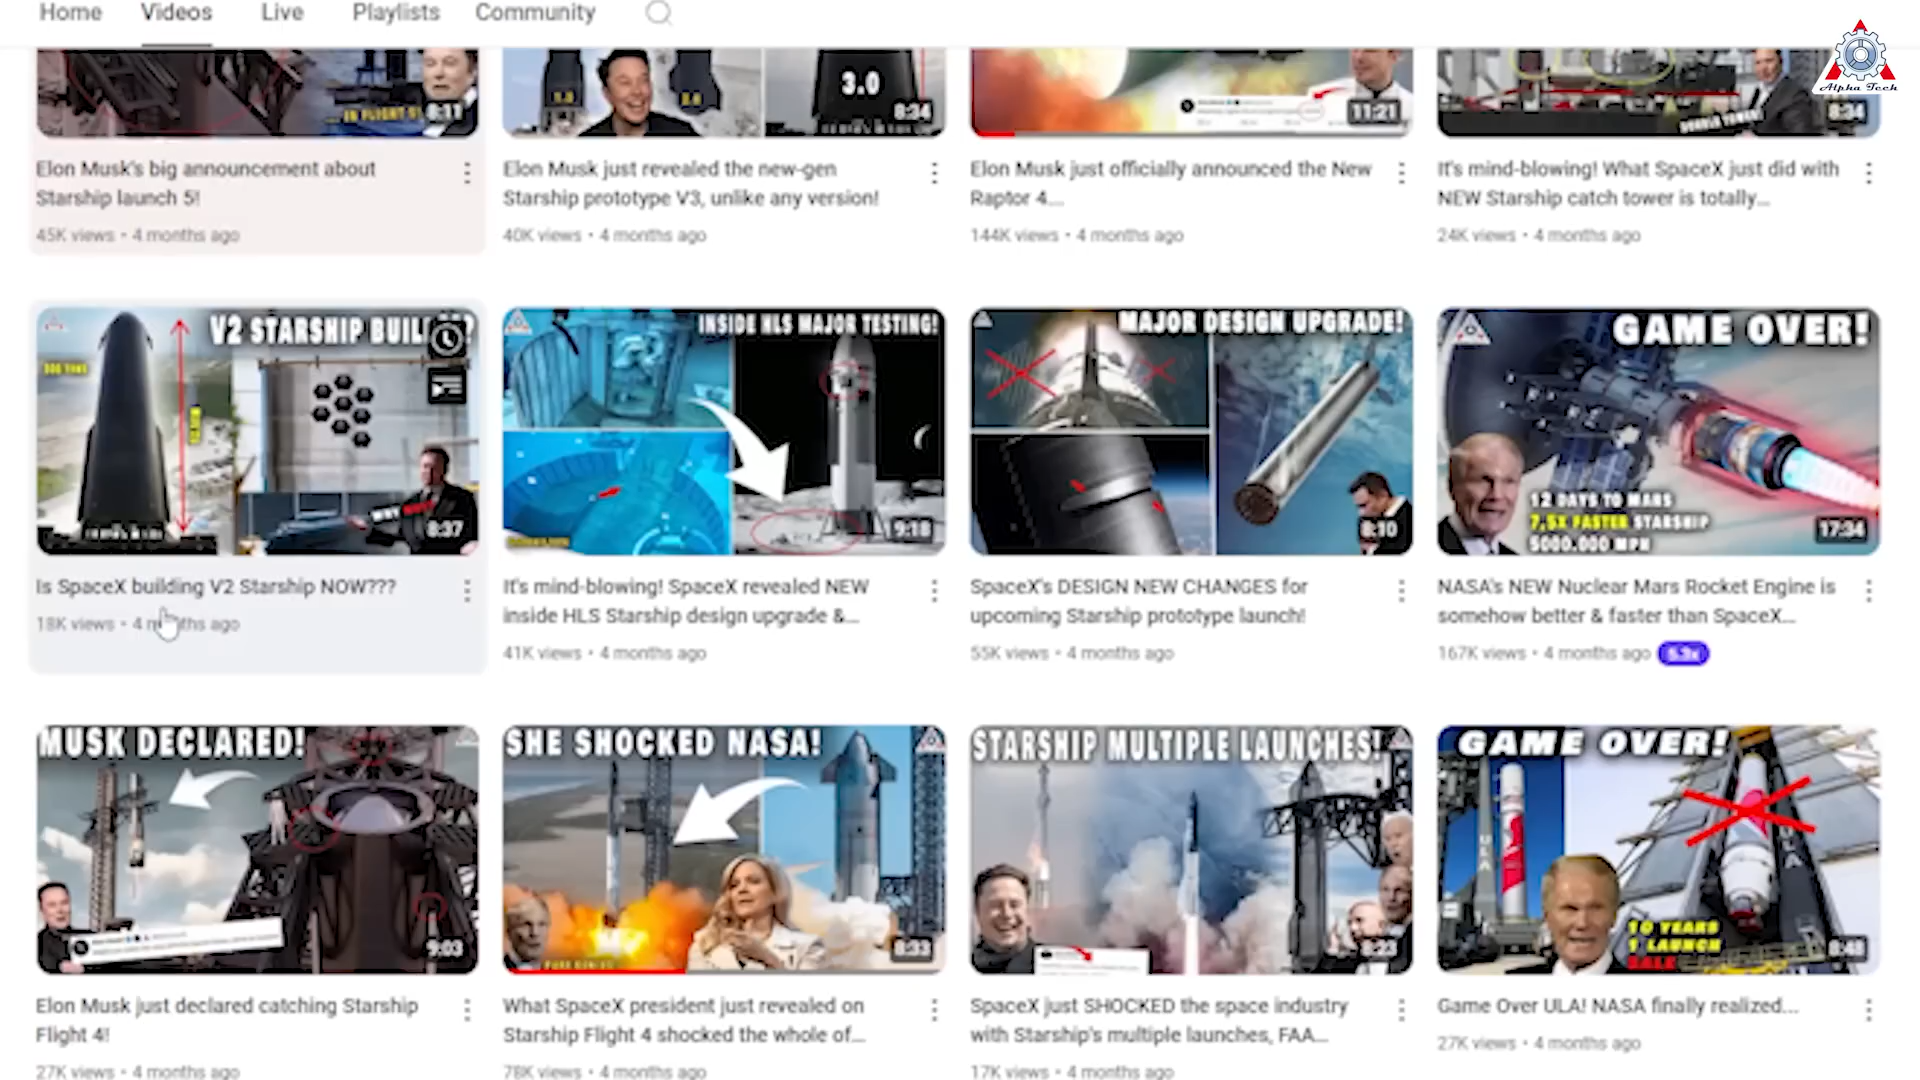 Home Videos Live Playlists Community
Alpha Tech
... IN FLIGHT 5!
8:11
3.0
8:34
11:21
8:34
Elon Musk's big announcement about
Starship launch 5!
45K views • 4 months ago
Elon Musk just revealed the new-gen
Starship prototype V3, unlike any version!
40K views • 4 months ago
Elon Musk just officially announced the New
Raptor 4...
144K views • 4 months ago
It's mind-blowing! What SpaceX just did with
NEW Starship catch tower is totally...
24K views • 4 months ago
V2 STARSHIP BUIL
WHY
8:37
INSIDE HLS MAJOR TESTING!
9:18
MAJOR DESIGN UPGRADE!
8:10
GAME OVER!
12 DAYS TO MARS
7,5X FASTER STARSHIP
5000.000 MPH
17:34
Is SpaceX building V2 Starship NOW???
18K views • 4 months ago
It's mind-blowing! SpaceX revealed NEW
inside HLS Starship design upgrade &...
41K views • 4 months ago
SpaceX's DESIGN NEW CHANGES for
upcoming Starship prototype launch!
55K views • 4 months ago
NASA's NEW Nuclear Mars Rocket Engine is
somehow better & faster than SpaceX...
167K views • 4 months ago
MUSK DECLARED!
9:03
SHE SHOCKED NASA!
8:33
STARSHIP MULTIPLE LAUNCHES!
GAME OVER!
10 YEARS
1 LAUNCH
SALE
8:48
Elon Musk just declared catching Starship
Flight 4!
27K views • 4 months ago
What SpaceX president just revealed on
Starship Flight 4 shocked the whole of...
78K views • 4 months ago
SpaceX just SHOCKED the space industry
with Starship's multiple launches, FAA...
17K views • 4 months ago
Game Over ULA! NASA finally realized...
27K views • 4 months ago